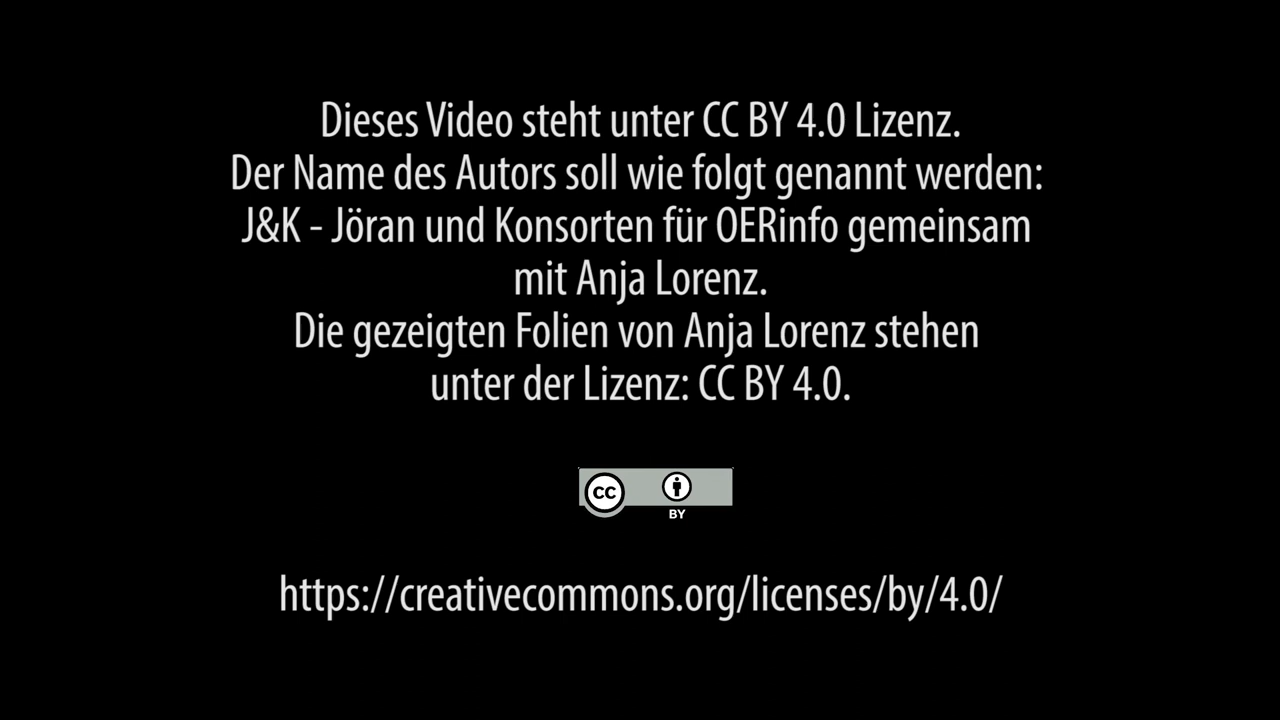 Dieses Video steht unter CC BY 4.0 Lizenz.
Der Name des Autors soll wie folgt genannt werden:
J&K - Jöran und Konsorten für OERinfo gemeinsam
mit Anja Lorenz.
Die gezeigten Folien von Anja Lorenz stehen
unter der Lizenz: CC BY 4.0.
CC
BY
https://creativecommons.org/licenses/by/4.0/